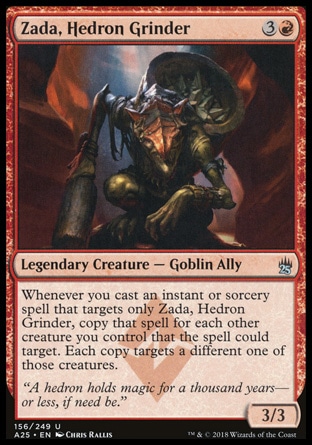 Zada, Hedron Grinder 3
Legendary Creature — Goblin Ally
Whenever you cast an instant or sorcery
spell that targets only Zada, Hedron
Grinder, copy that spell for each other
creature you control that the spell could
target. Each copy targets a different one of
those creatures.
“A hedron holds magic for a thousand years—
or less, if need be.”
3/3
156/249 U
A25 • EN Chris Rallis
™ & © 2018 Wizards of the Coast